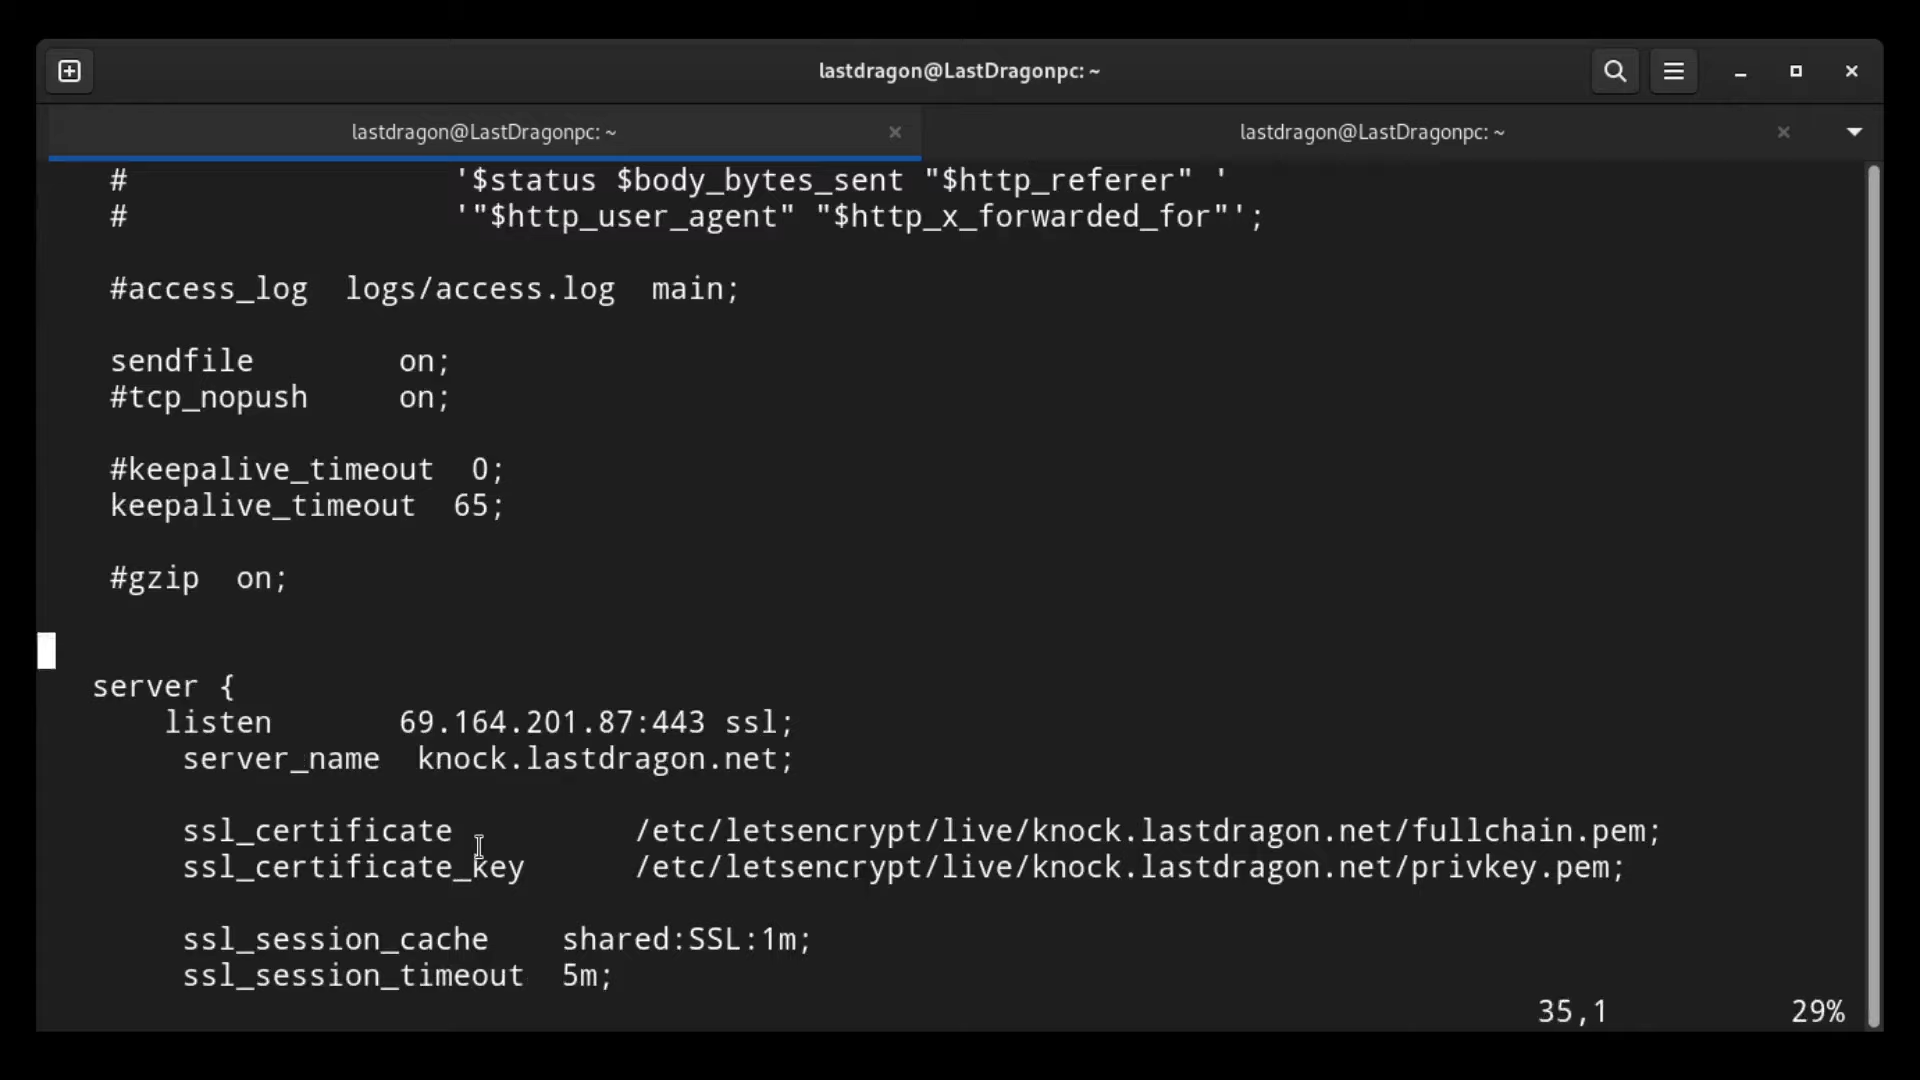 lastdragon@LastDragonpc: ~
lastdragon@LastDragonpc: ~
lastdragon@LastDragonpc: ~
#                  '$status $body_bytes_sent "$http_referer" '
#                  '"$http_user_agent" "$http_x_forwarded_for"';
#access_log  logs/access.log  main;
sendfile        on;
#tcp_nopush     on;
#keepalive_timeout  0;
keepalive_timeout  65;
#gzip  on;
server {
listen       69.164.201.87:443 ssl;
server_name  knock.lastdragon.net;
ssl_certificate          /etc/letsencrypt/live/knock.lastdragon.net/fullchain.pem;
ssl_certificate_key      /etc/letsencrypt/live/knock.lastdragon.net/privkey.pem;
ssl_session_cache    shared:SSL:1m;
ssl_session_timeout  5m;
35,1          29%